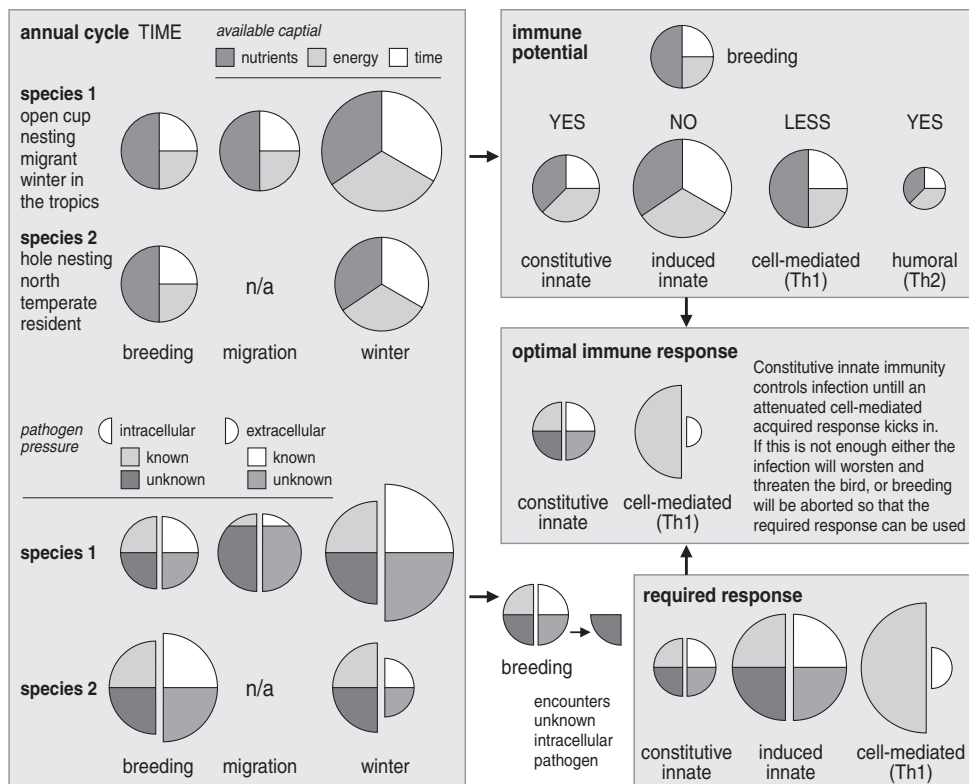 annual cycle TIME
available captial
nutrients energy time
species 1
open cup
nesting
migrant
winter in
the tropics
species 2
hole nesting
north
temperate
resident
n/a
breeding migration winter
pathogen
pressure
intracellular extracellular
known known
unknown unknown
species 1
species 2
n/a
breeding migration winter
immune
potential
breeding
YES NO LESS YES
constitutive
innate
induced
innate
cell-mediated
(Th1)
humoral
(Th2)
optimal immune response
constitutive
innate
cell-mediated
(Th1)
Constitutive innate immunity
controls infection untill an
attenuated cell-mediated
acquired response kicks in.
If this is not enough either the
infection will worsten and
threaten the bird, or breeding
will be aborted so that the
required response can be used
breeding
encounters
unknown
intracellular
pathogen
required response
constitutive
innate
induced
innate
cell-mediated
(Th1)